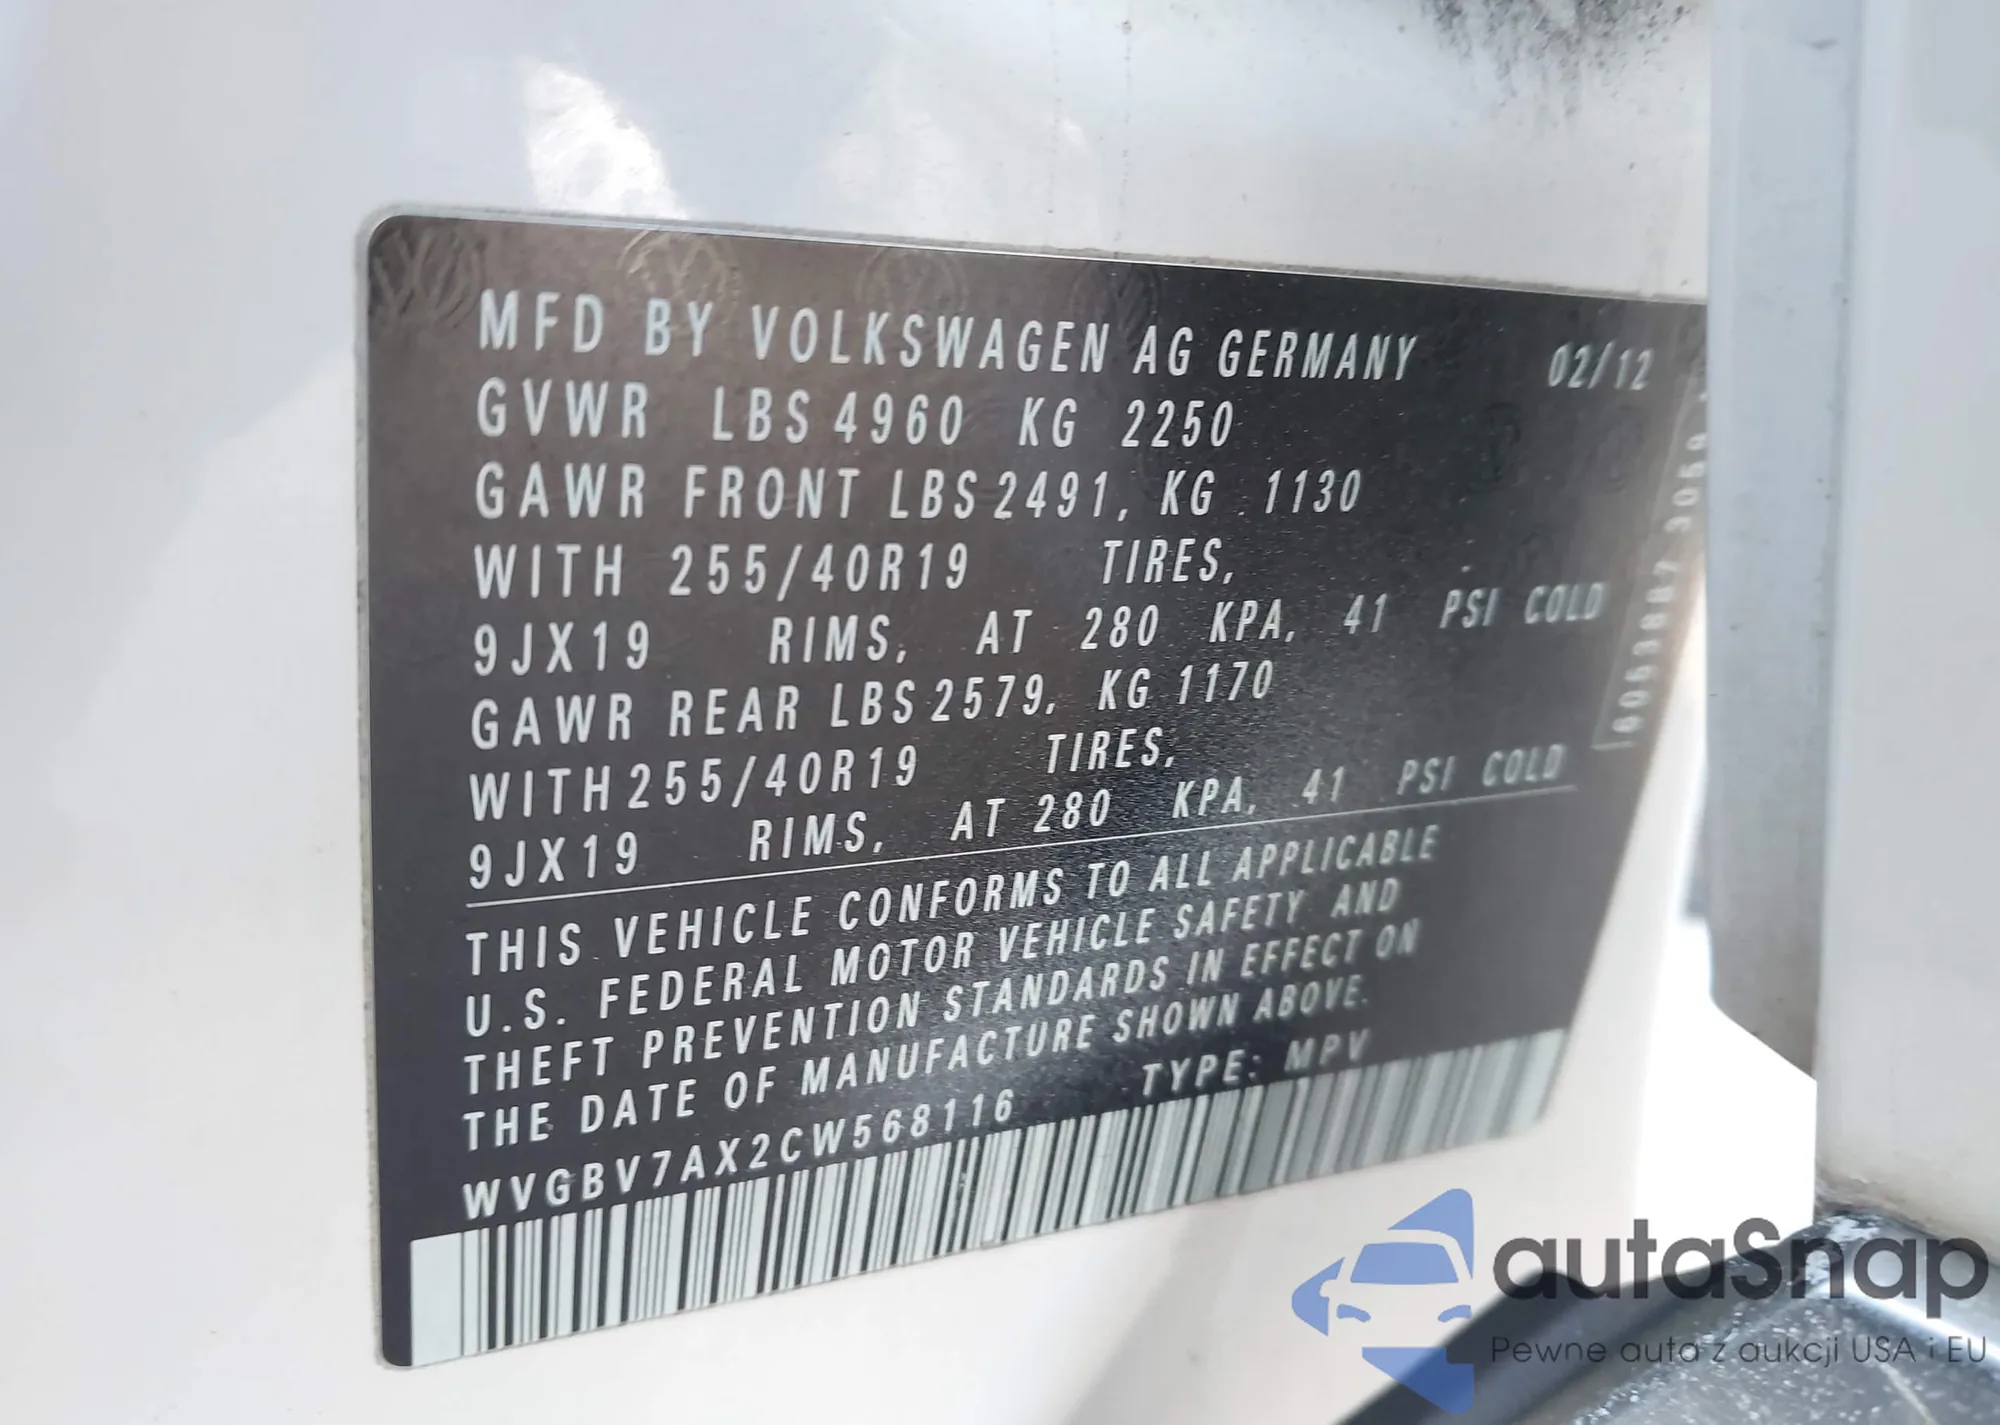 MFD BY VOLKSWAGEN AG GERMANY 02/12
GVWR LBS 4960 KG 2250
GAWR FRONT LBS 2491, KG 1130
WITH 255/40R19 TIRES,
9JX19 RIMS, AT 280 KPA, 41 PSI COLD
GAWR REAR LBS 2579, KG 1170
WITH 255/40R19 TIRES,
9JX19 RIMS, AT 280 KPA, 41 PSI COLD
THIS VEHICLE CONFORMS TO ALL APPLICABLE
U.S. FEDERAL MOTOR VEHICLE SAFETY AND
THEFT PREVENTION STANDARDS IN EFFECT ON
THE DATE OF MANUFACTURE SHOWN ABOVE.
WVGBV7AX2CW568116 TYPE: MPV
autaSnap
Pewne auta z aukcji USA i EU